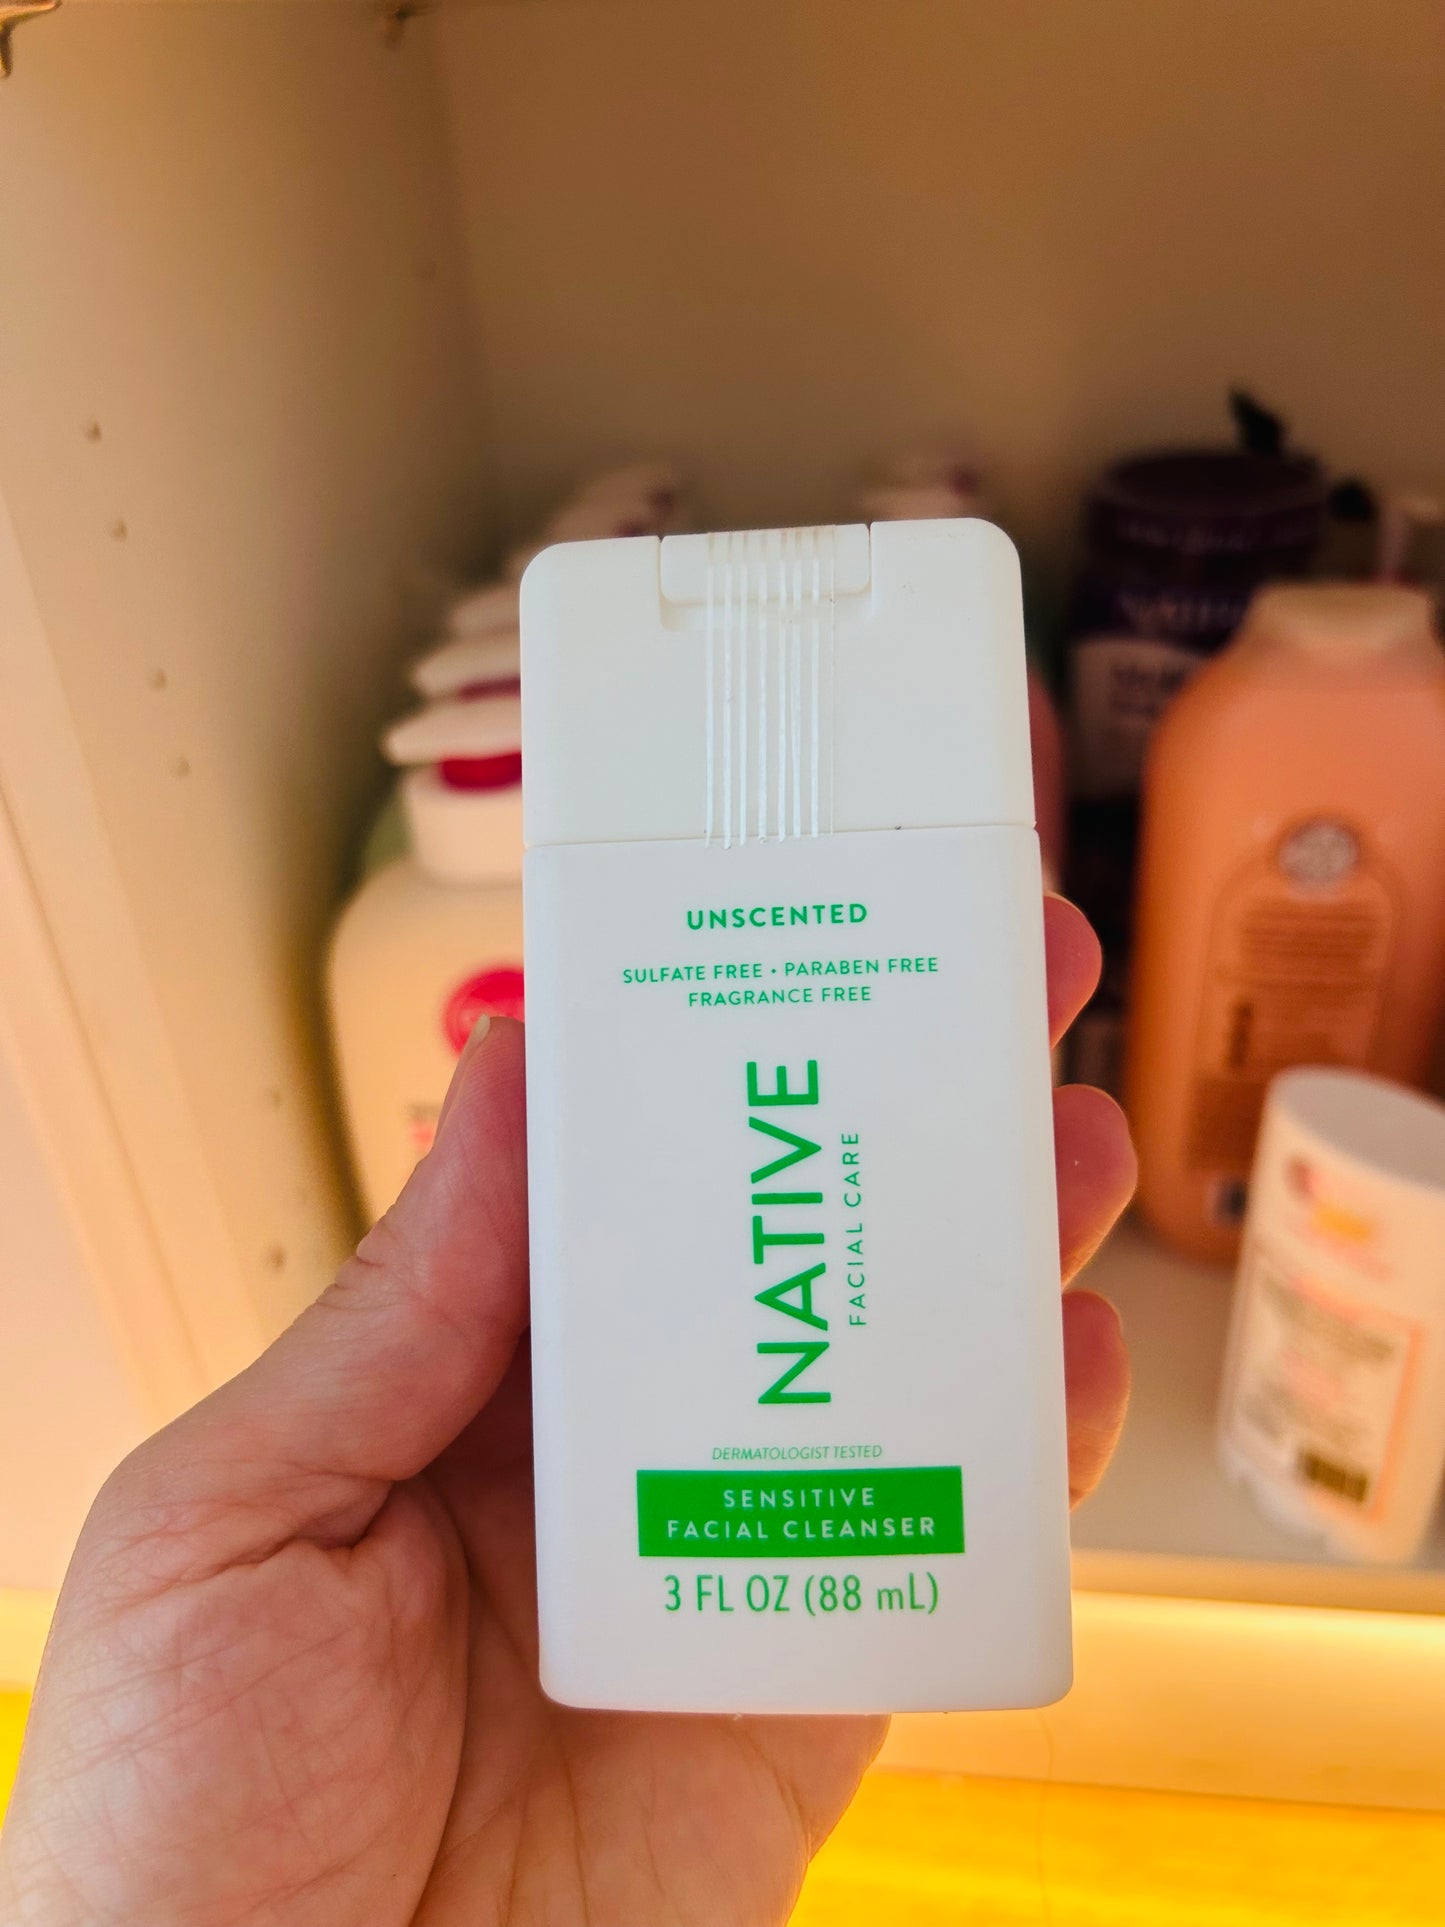 UNSCENTED
SULFATE FREE • PARABEN FREE
FRAGRANCE FREE
NATIVE
FACIAL CARE
DERMATOLOGIST TESTED
SENSITIVE
FACIAL CLEANSER
3 FL OZ (88 mL)